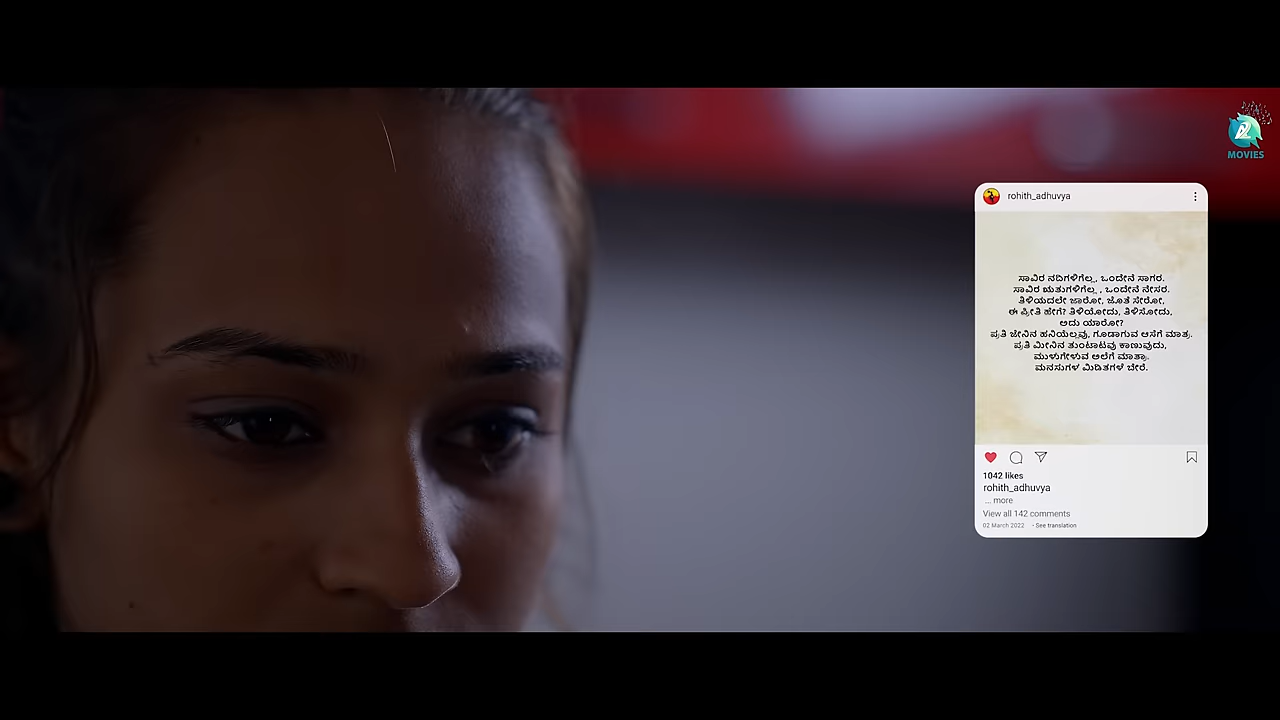 MOVIES
rohith_adhuvya
ಸಾವಿರ ನದಿಗಳಿಗೆಲ್ಲ, ಒಂದೇನೆ ಸಾಗರ.
ಸಾವಿರ ಋತುಗಳಿಗೆಲ್ಲ , ಒಂದೇನೆ ನೇಸರ.
ತಿಳಿಯದಲೇ ಜಾರೋ, ಜೊತೆ ಸೇರೋ,
ಈ ಪ್ರೀತಿ ಹೇಗೆ? ತಿಳಿಯೋದು, ತಿಳಿಸೋದು,
ಅದು ಯಾರೋ?
ಪ್ರತಿ ಜೇನಿನ ಹನಿಯೆಲ್ಲವು, ಗೂಡಾಗುವ ಆಸೆಗೆ ಮಾತ್ರ.
ಪ್ರತಿ ಮೀನಿನ ತುಂಟಾಟವು ಕಾಣುವುದು,
ಮುಳುಗೇಳುವ ಅಲೆಗೆ ಮಾತ್ರಾ.
ಮನಸುಗಳ ಮಿಡಿತಗಳೆ ಬೇರೆ.
1042 likes
rohith_adhuvya
... more
View all 142 comments
02 March 2022 • See translation